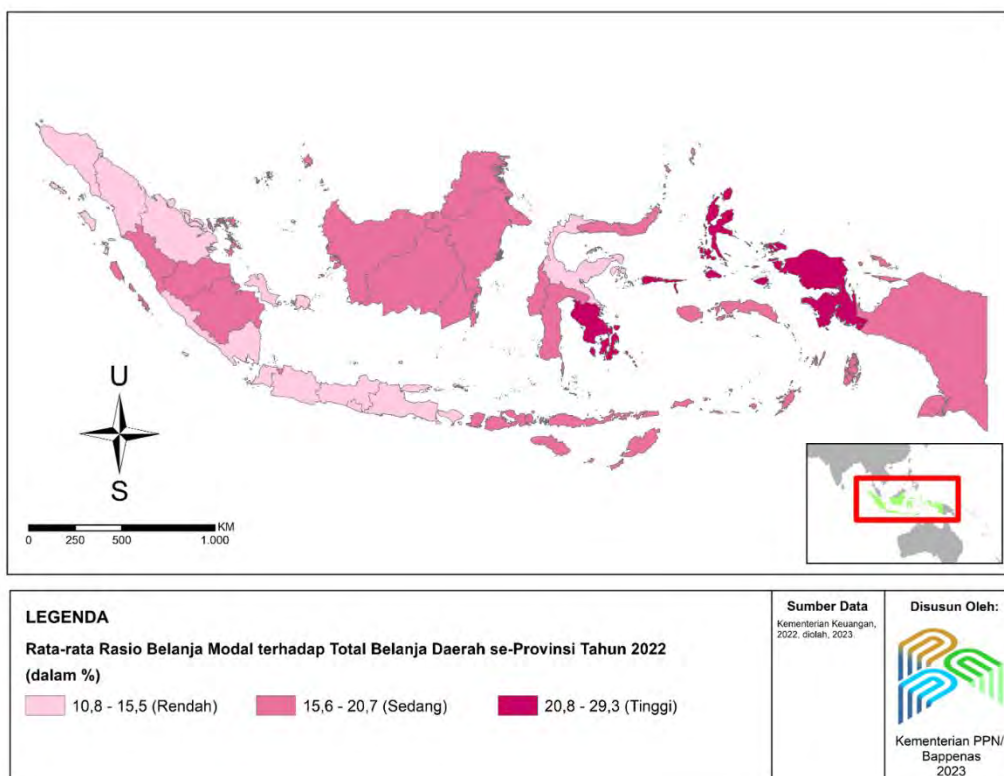 U
S
KM
0 250 500 1.000
LEGENDA
Rata-rata Rasio Belanja Modal terhadap Total Belanja Daerah se-Provinsi Tahun 2022
(dalam %)
10,8 - 15,5 (Rendah)
15,6 - 20,7 (Sedang)
20,8 - 29,3 (Tinggi)
Sumber Data
Kementerian Keuangan,
2022, diolah, 2023
Disusun Oleh:
Kementerian PPN/
Bappenas
2023